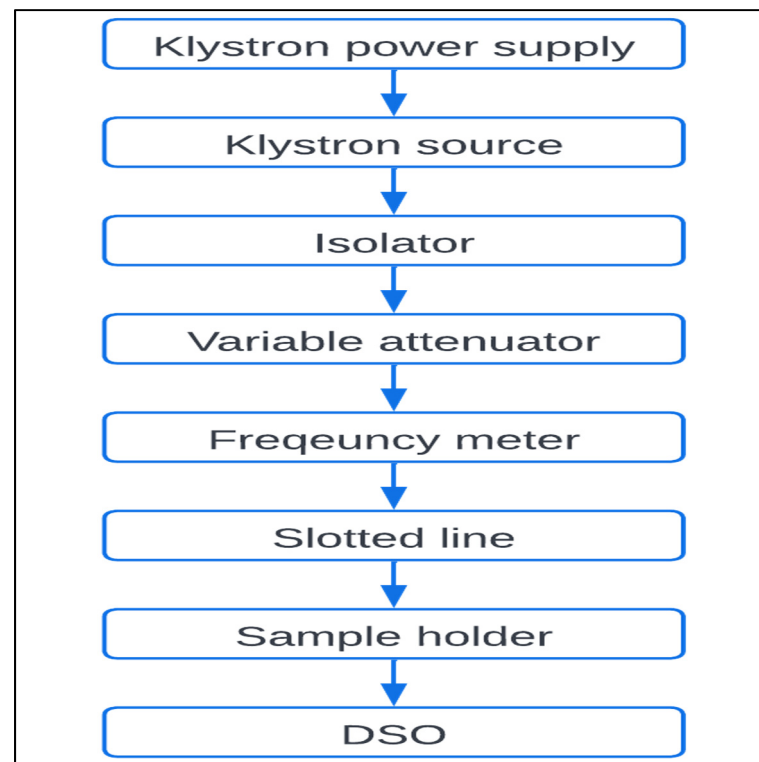 Klystron power supply
Klystron source
Isolator
Variable attenuator
Freqeuncy meter
Slotted line
Sample holder
DSO